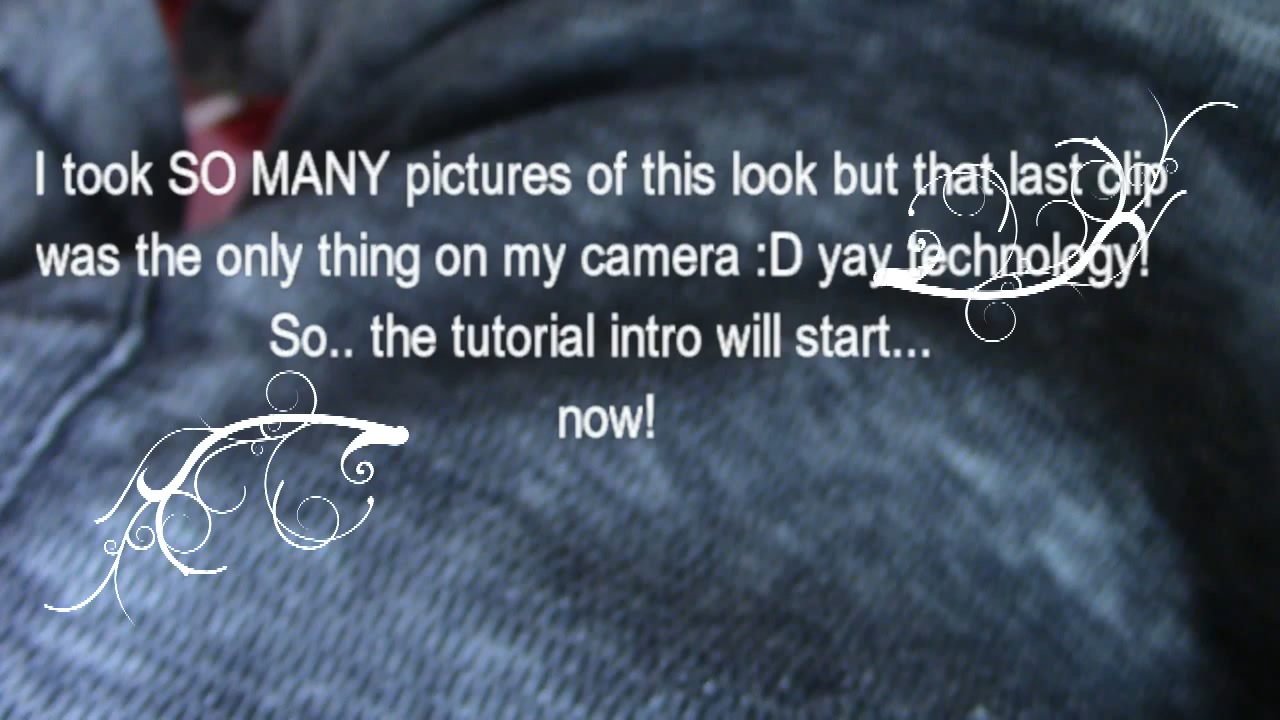 I took SO MANY pictures of this look but that last clip
was the only thing on my camera :D yay technology!
So.. the tutorial intro will start...
now!